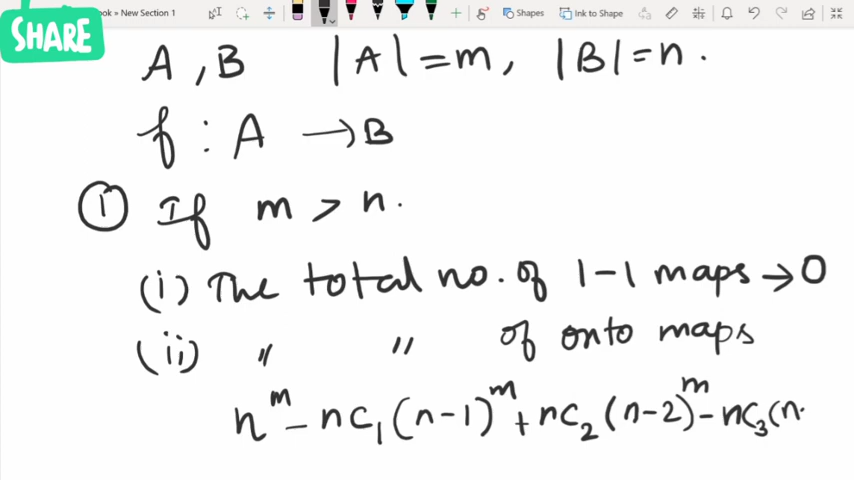 SHARE
ook » New Section 1
Shapes
Ink to Shape
A, B |A| = m, |B| = n.
f : A → B
① If m > n.
(i) The total no. of 1-1 maps → 0
(ii) " " of onto maps
n^m - nC₁(n-1)^m + nC₂(n-2)^m - nC₃(n-